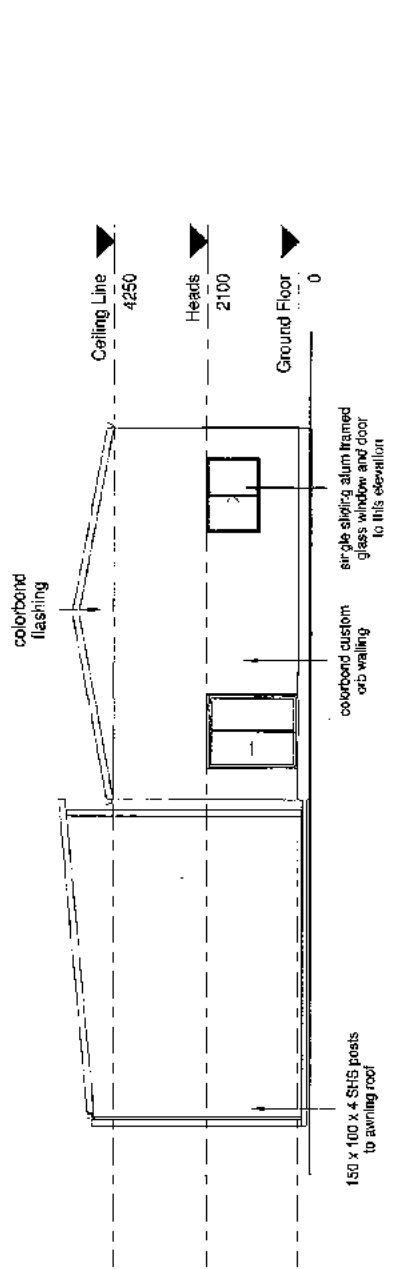 colorbond
flashing
Ceiling Line
4250
Heads
2100
Ground Floor
0
150 x 100 x 4 SHS posts
to awning roof
colorbond custom
orb walling
single sliding alum framed
glass window and door
to this elevation